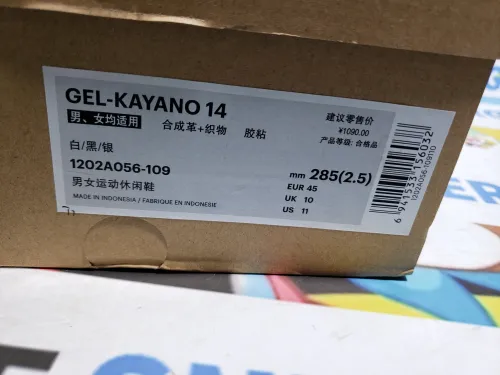 GEL-KAYANO 14
男、女均适用 合成革+织物 胶粘
白/黑/银
1202A056-109
男女运动休闲鞋
MADE IN INDONESIA / FABRIQUE EN INDONESIE
建议零售价
¥1090.00
产品等级: 合格品
mm 285(2.5)
EUR 45
UK 10
US 11
6 941533 156032